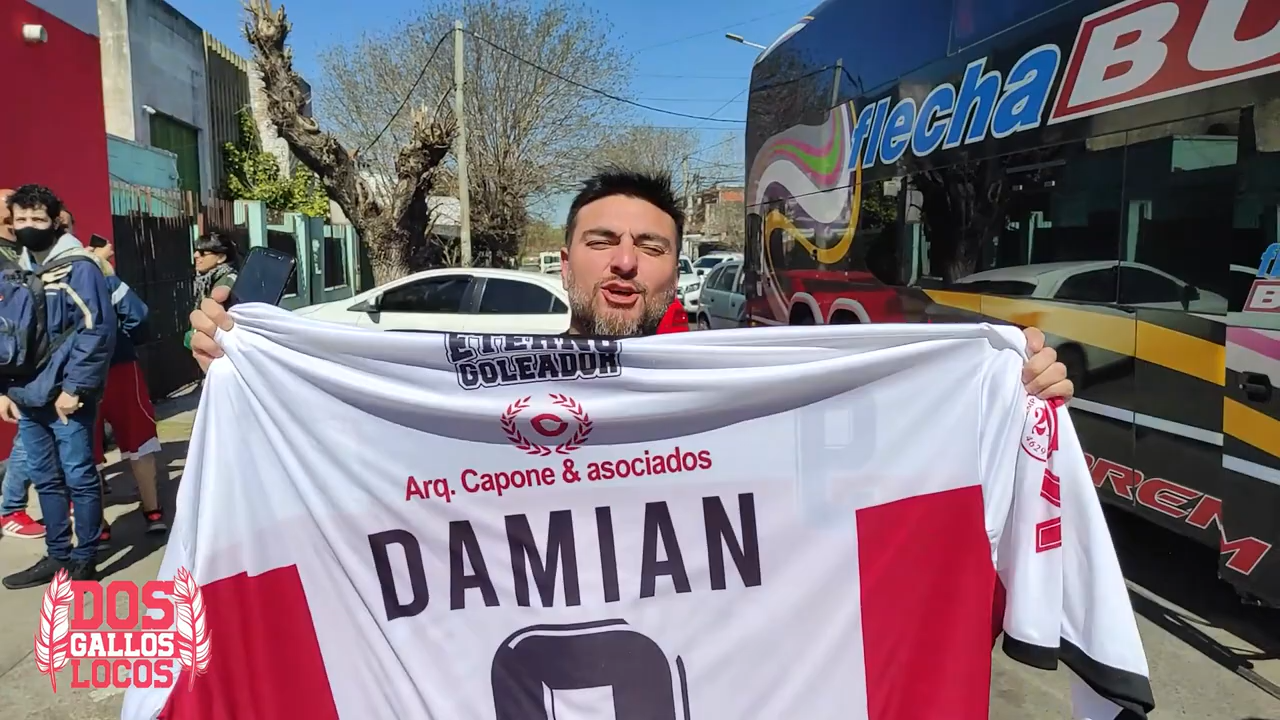 flecha BU
ETERNO
GOLEADOR
Arq. Capone & asociados
DAMIAN
DOS
GALLOS
LOCOS